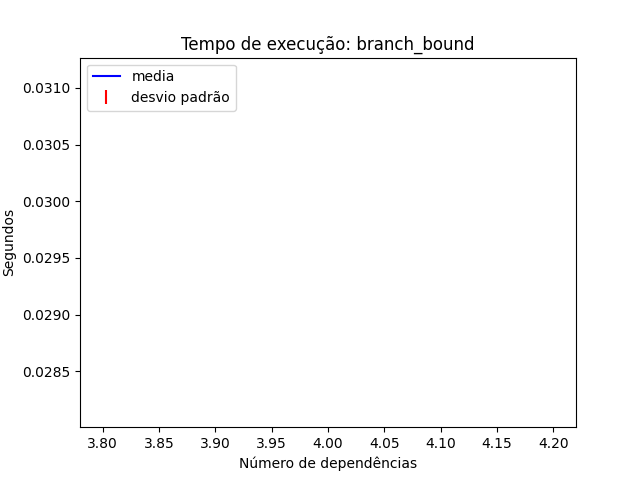 Tempo de execução: branch_bound
media
desvio padrão
Segundos
0.0310
0.0305
0.0300
0.0295
0.0290
0.0285
3.80 3.85 3.90 3.95 4.00 4.05 4.10 4.15 4.20
Número de dependências